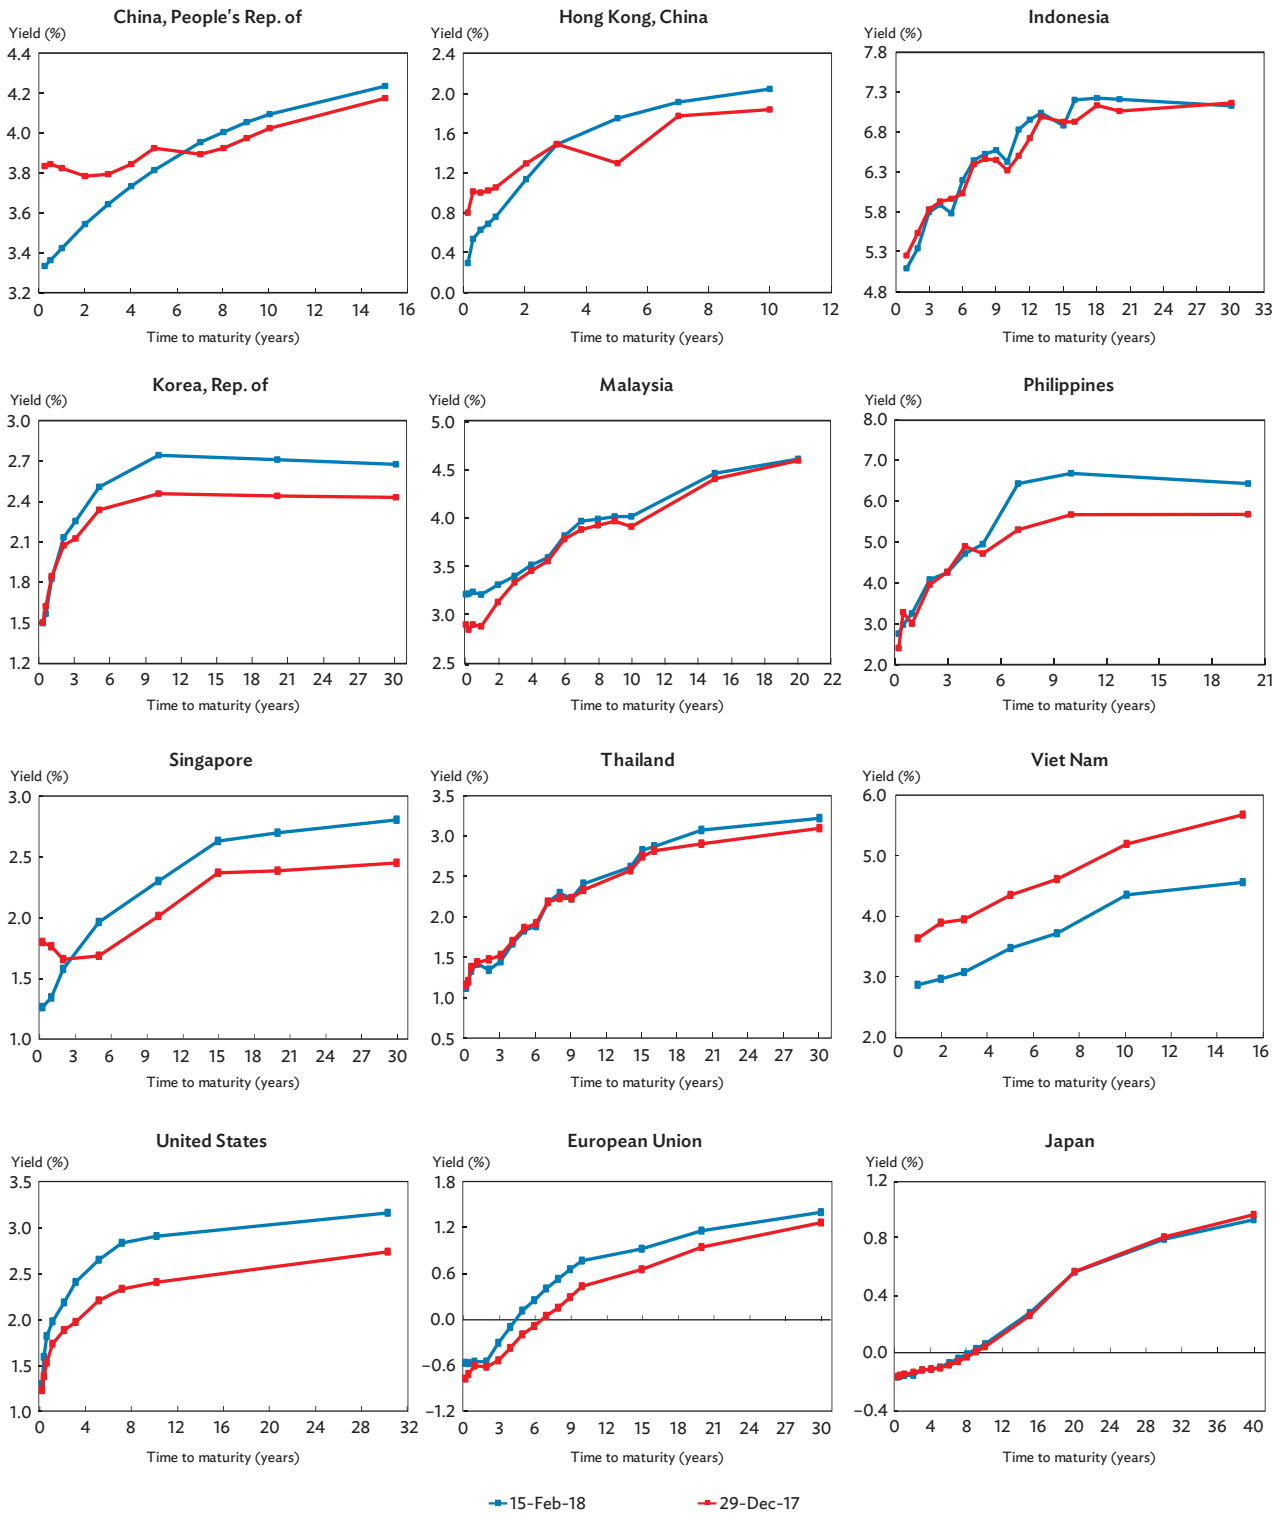 China, People's Rep. of
Yield (%)
4.4
4.2
4.0
3.8
3.6
3.4
3.2
0 2 4 6 8 10 12 14 16
Time to maturity (years)
Hong Kong, China
Yield (%)
2.4
2.0
1.6
1.2
0.8
0.4
0.0
0 2 4 6 8 10 12
Time to maturity (years)
Indonesia
Yield (%)
7.8
7.3
6.8
6.3
5.8
5.3
4.8
0 3 6 9 12 15 18 21 24 27 30 33
Time to maturity (years)
Korea, Rep. of
Yield (%)
3.0
2.7
2.4
2.1
1.8
1.5
1.2
0 3 6 9 12 15 18 21 24 27 30
Time to maturity (years)
Malaysia
Yield (%)
5.0
4.5
4.0
3.5
3.0
2.5
0 2 4 6 8 10 12 14 16 18 20 22
Time to maturity (years)
Philippines
Yield (%)
8.0
7.0
6.0
5.0
4.0
3.0
2.0
0 3 6 9 12 15 18 21
Time to maturity (years)
Singapore
Yield (%)
3.0
2.5
2.0
1.5
1.0
0 3 6 9 12 15 18 21 24 27 30
Time to maturity (years)
Thailand
Yield (%)
3.5
3.0
2.5
2.0
1.5
1.0
0.5
0 3 6 9 12 15 18 21 24 27 30
Time to maturity (years)
Viet Nam
Yield (%)
6.0
5.0
4.0
3.0
2.0
0 2 4 6 8 10 12 14 16
Time to maturity (years)
United States
Yield (%)
3.5
3.0
2.5
2.0
1.5
1.0
0 4 8 12 16 20 24 28 32
Time to maturity (years)
European Union
Yield (%)
1.8
1.2
0.6
0.0
–0.6
–1.2
0 3 6 9 12 15 18 21 24 27 30
Time to maturity (years)
Japan
Yield (%)
1.2
0.8
0.4
0.0
–0.4
0 4 8 12 16 20 24 28 32 36 40
Time to maturity (years)
15-Feb-18 29-Dec-17